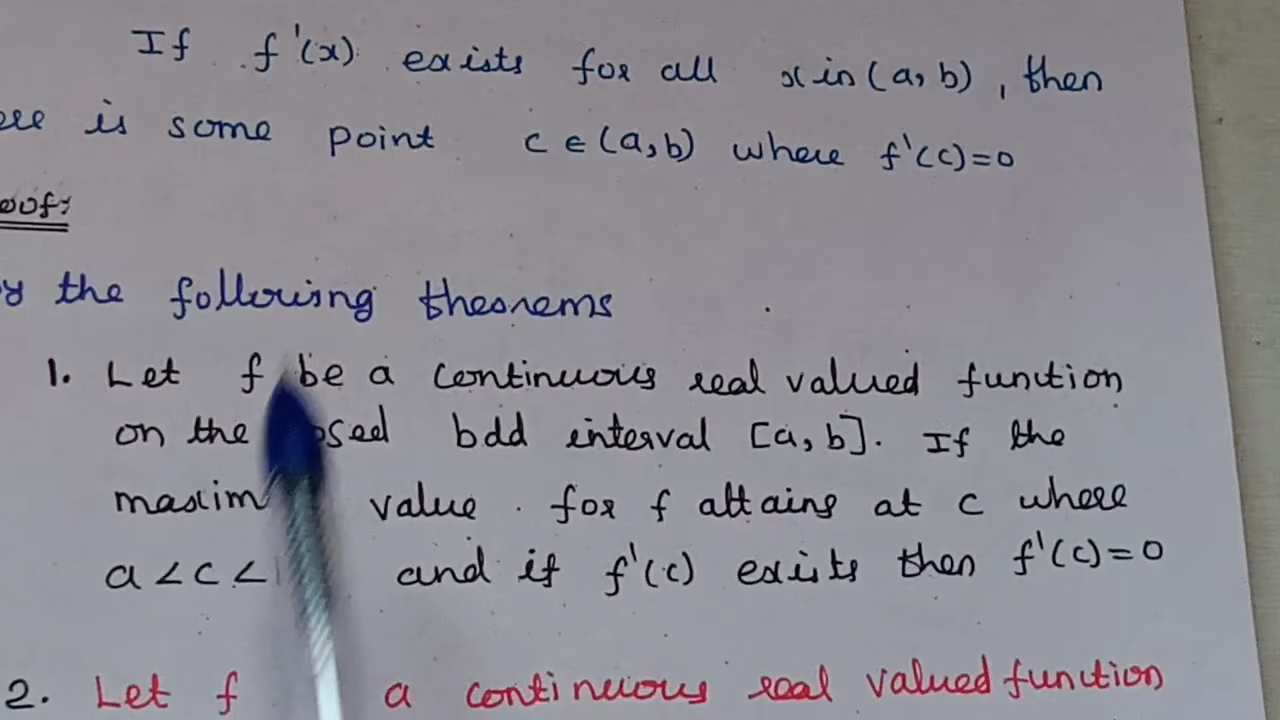 If f'(x) exists for all x in (a, b), then
is some point c ∈ (a, b) where f'(c)=0
the following theorems
1. Let f be a continuous real valued function
on the bdd interval [a, b]. If the
value for f attains at c where
a < c < and if f'(c) exists then f'(c)=0
2. Let f a continuous real valued function